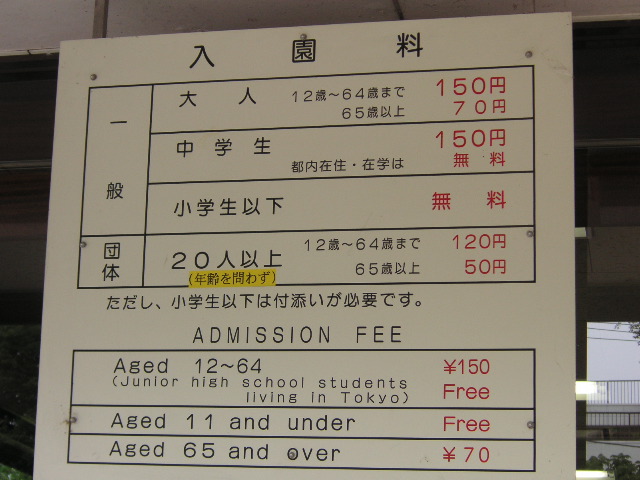 入園料
一般
大人 12歳～64歳まで 150円
65歳以上 70円
中学生 150円
都内在住・在学は 無料
小学生以下 無料
団体
20人以上 12歳～64歳まで 120円
(年齢を問わず) 65歳以上 50円
ただし、小学生以下は付添いが必要です。
ADMISSION FEE
Aged 12～64 ¥150
(Junior high school students Free
living in Tokyo)
Aged 11 and under Free
Aged 65 and over ¥70